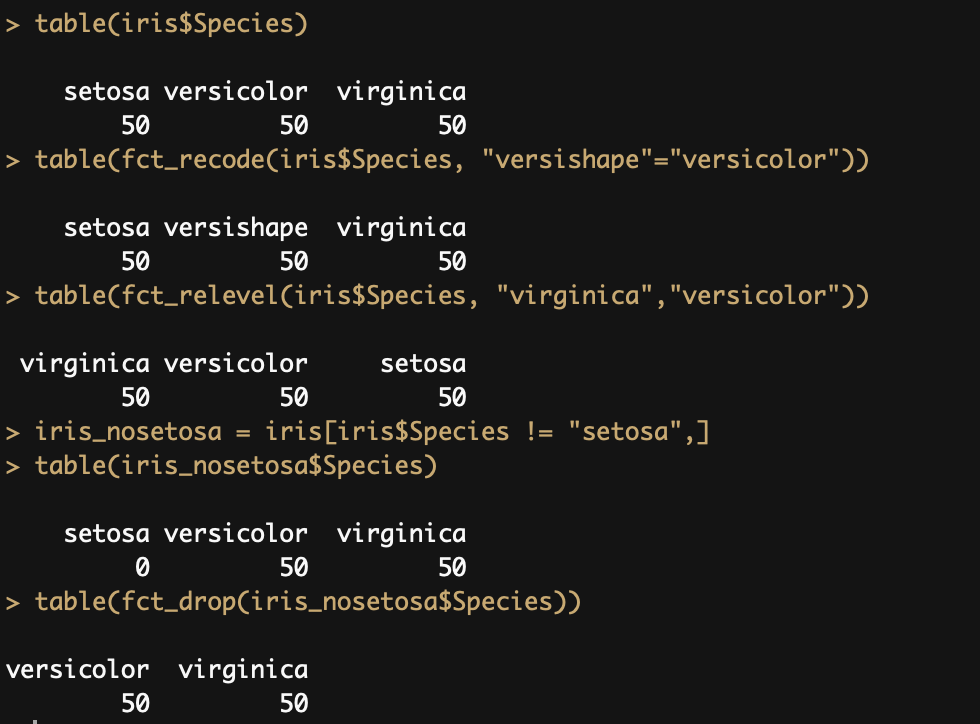 > table(iris$Species)
setosa versicolor virginica
50 50 50
> table(fct_recode(iris$Species, "versishape"="versicolor"))
setosa versishape virginica
50 50 50
> table(fct_relevel(iris$Species, "virginica","versicolor"))
virginica versicolor setosa
50 50 50
> iris_nosetosa = iris[iris$Species != "setosa",]
> table(iris_nosetosa$Species)
setosa versicolor virginica
0 50 50
> table(fct_drop(iris_nosetosa$Species))
versicolor virginica
50 50